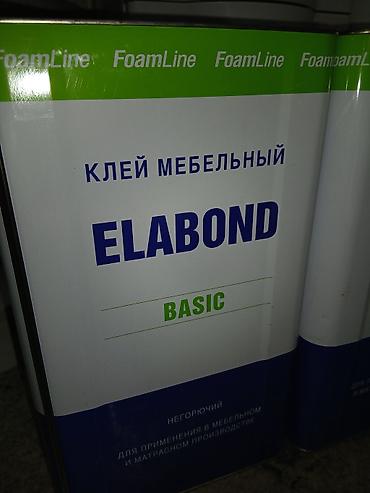 FoamLine FoamLine FoamLine FoamLine
КЛЕЙ МЕБЕЛЬНЫЙ
ELABOND
BASIC
НЕГОРЮЧИЙ
ДЛЯ ПРИМЕНЕНИЯ В МЕБЕЛЬНОМ
И МАТРАСНОМ ПРОИЗВОДСТВЕ